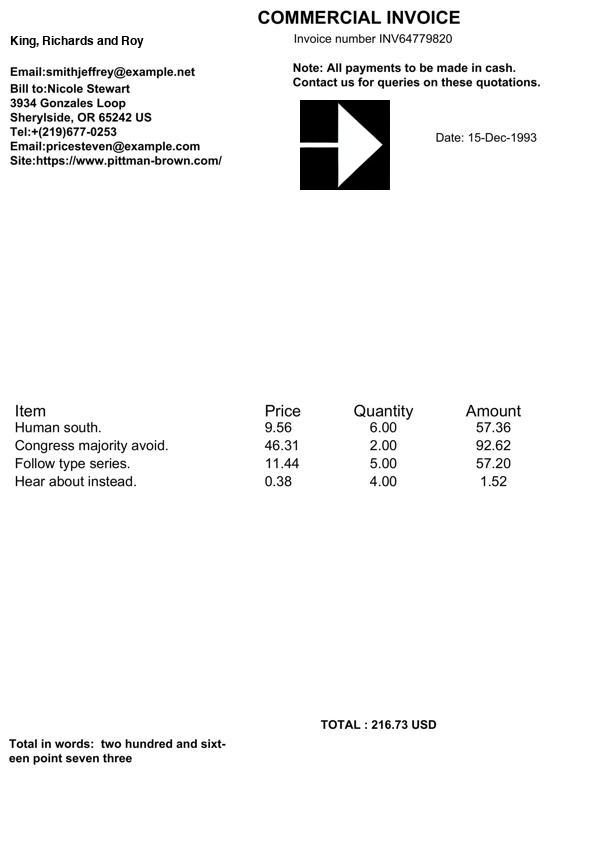 COMMERCIAL INVOICE
King, Richards and Roy
Invoice number INV64779820
Email:smithjeffrey@example.net
Note: All payments to be made in cash.
Contact us for queries on these quotations.
Bill to:Nicole Stewart
3934 Gonzales Loop
Sherylside, OR 65242 US
Tel:+(219)677-0253
Email:pricesteven@example.com
Site:https://www.pittman-brown.com/
Date: 15-Dec-1993
Item Price Quantity Amount
Human south. 9.56 6.00 57.36
Congress majority avoid. 46.31 2.00 92.62
Follow type series. 11.44 5.00 57.20
Hear about instead. 0.38 4.00 1.52
TOTAL : 216.73 USD
Total in words:  two hundred and sixt-
een point seven three